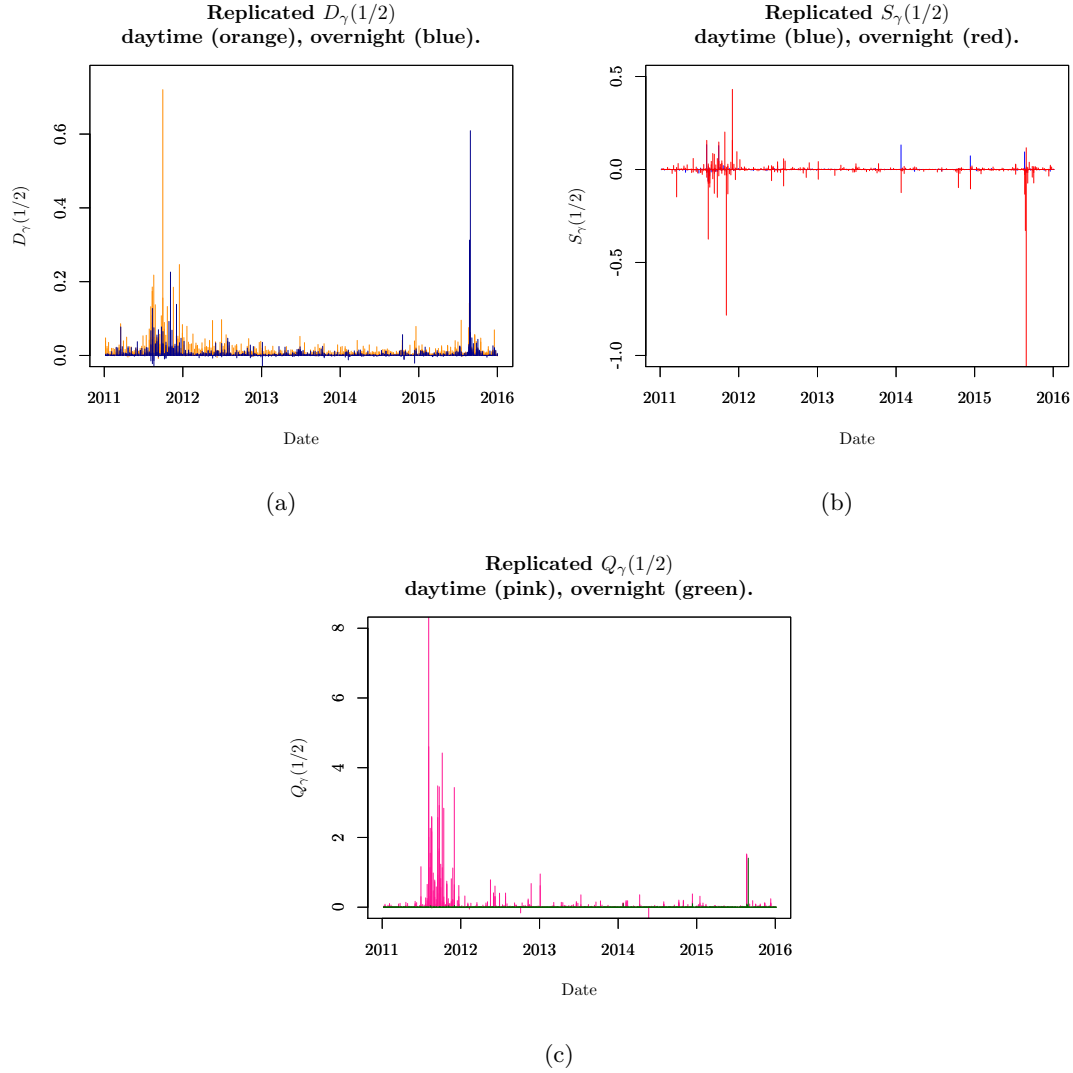 Replicated D_γ(1/2)
daytime (orange), overnight (blue).
D_γ(1/2)
0.6
0.4
0.2
0.0
2011 2012 2013 2014 2015 2016
Date
(a)
Replicated S_γ(1/2)
daytime (blue), overnight (red).
S_γ(1/2)
0.5
0.0
-0.5
-1.0
2011 2012 2013 2014 2015 2016
Date
(b)
Replicated Q_γ(1/2)
daytime (pink), overnight (green).
Q_γ(1/2)
8
6
4
2
0
2011 2012 2013 2014 2015 2016
Date
(c)